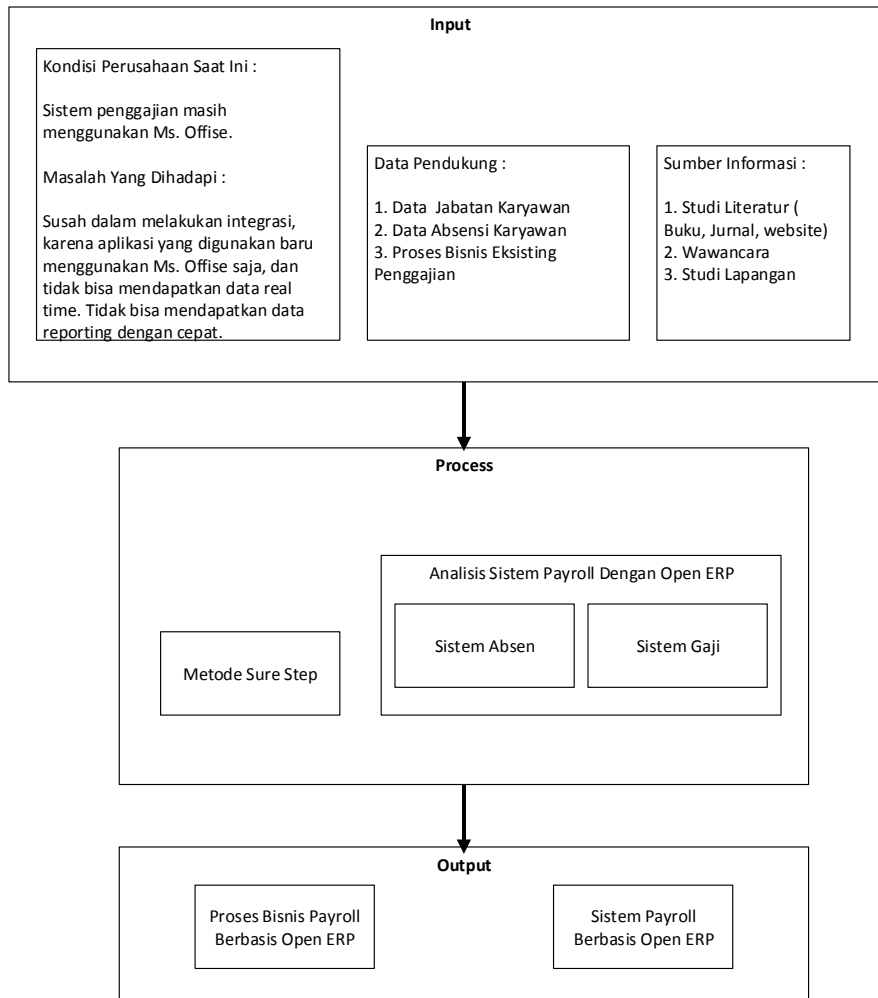 Input
Kondisi Perusahaan Saat Ini :
Sistem penggajian masih
menggunakan Ms. Offise.
Masalah Yang Dihadapi :
Susah dalam melakukan integrasi,
karena aplikasi yang digunakan baru
menggunakan Ms. Offise saja, dan
tidak bisa mendapatkan data real
time. Tidak bisa mendapatkan data
reporting dengan cepat.
Data Pendukung :
1. Data Jabatan Karyawan
2. Data Absensi Karyawan
3. Proses Bisnis Eksisting
Penggajian
Sumber Informasi :
1. Studi Literatur (
Buku, Jurnal, website)
2. Wawancara
3. Studi Lapangan
Process
Metode Sure Step
Analisis Sistem Payroll Dengan Open ERP
Sistem Absen
Sistem Gaji
Output
Proses Bisnis Payroll
Berbasis Open ERP
Sistem Payroll
Berbasis Open ERP